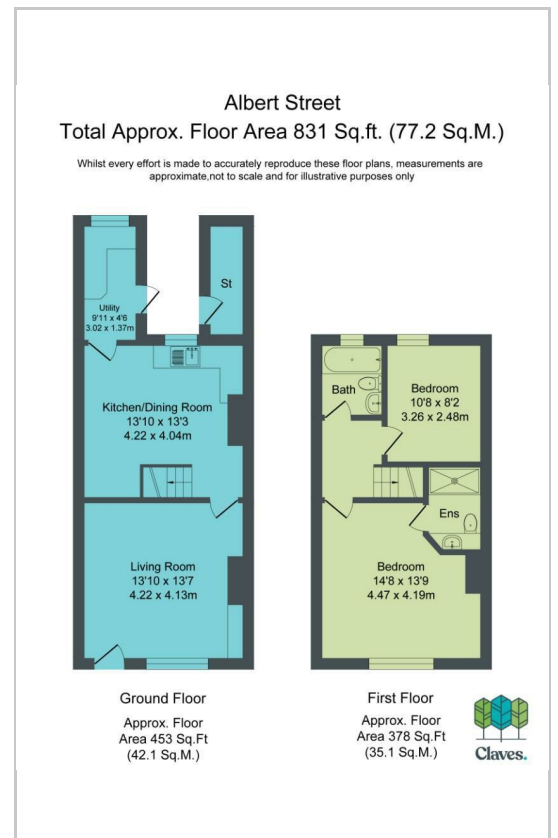 Albert Street
Total Approx. Floor Area 831 Sq.ft. (77.2 Sq.M.)
Whilst every effort is made to accurately reproduce these floor plans, measurements are
approximate,not to scale and for illustrative purposes only
St
Utility
9'11 x 4'6
3.02 x 1.37m
Kitchen/Dining Room
13'10 x 13'3
4.22 x 4.04m
Living Room
13'10 x 13'7
4.22 x 4.13m
Bath
Bedroom
10'8 x 8'2
3.26 x 2.48m
Ens
Bedroom
14'8 x 13'9
4.47 x 4.19m
Ground Floor
Approx. Floor
Area 453 Sq.Ft
(42.1 Sq.M.)
First Floor
Approx. Floor
Area 378 Sq.Ft
(35.1 Sq.M.)
Claves.